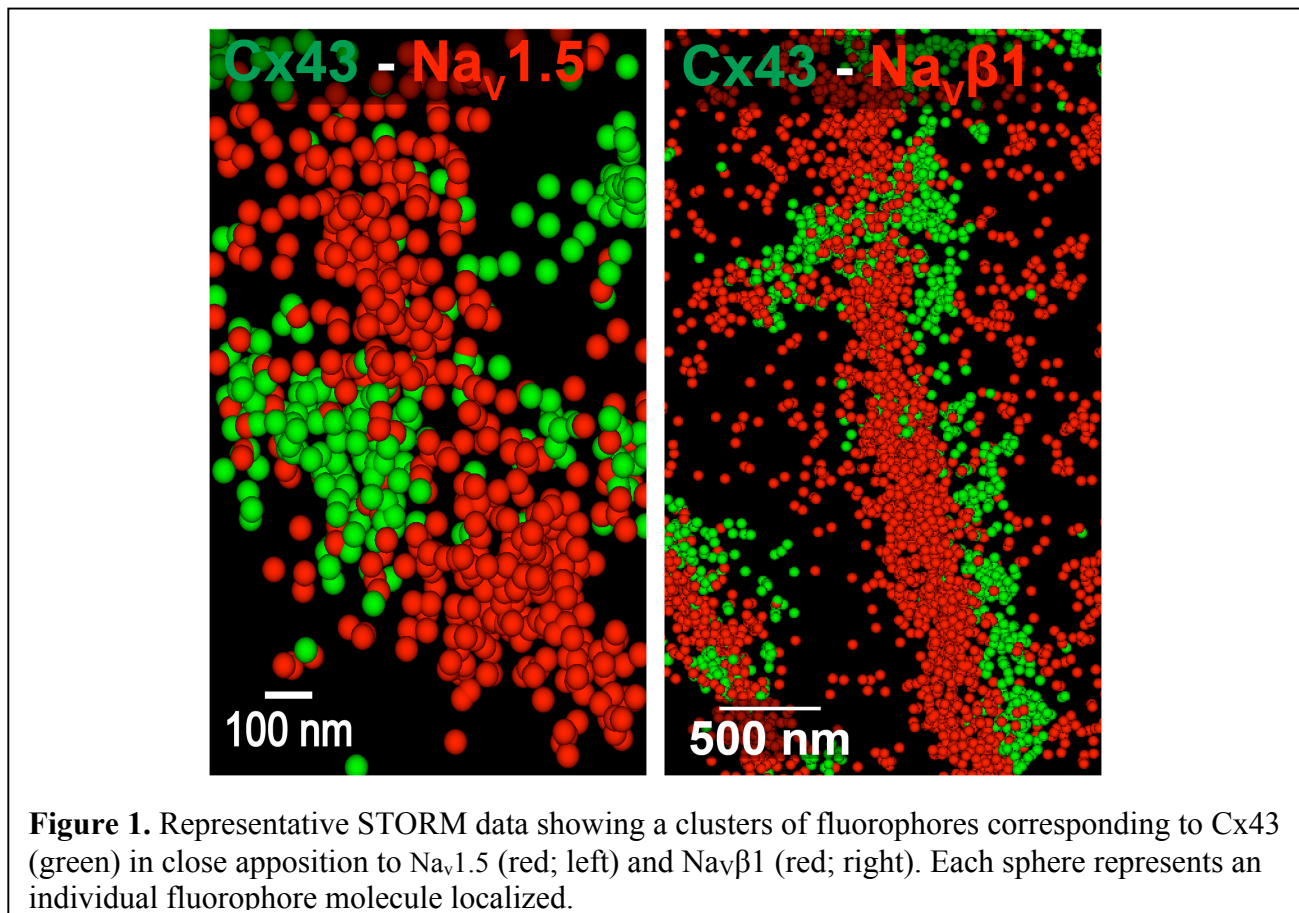 Cx43 - Nav1.5
Cx43 - Navβ1
100 nm
500 nm
Figure 1. Representative STORM data showing a clusters of fluorophores corresponding to Cx43
(green) in close apposition to Nav1.5 (red; left) and NaVβ1 (red; right). Each sphere represents an
individual fluorophore molecule localized.